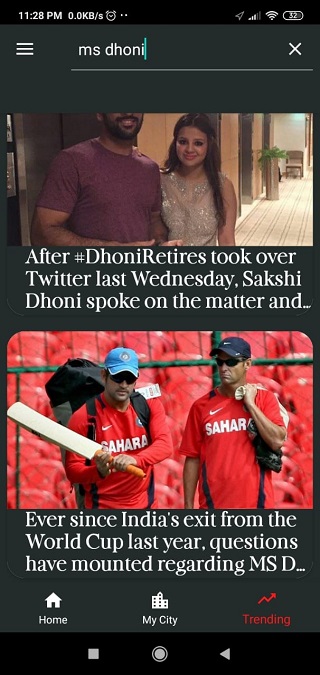 11:28 PM 0.0KB/s
32
ms dhoni
After #DhoniRetires took over
Twitter last Wednesday, Sakshi
Dhoni spoke on the matter and...
SAHARA
SAHARA
Ever since India's exit from the
World Cup last year, questions
have mounted regarding MS D...
Home
My City
Trending